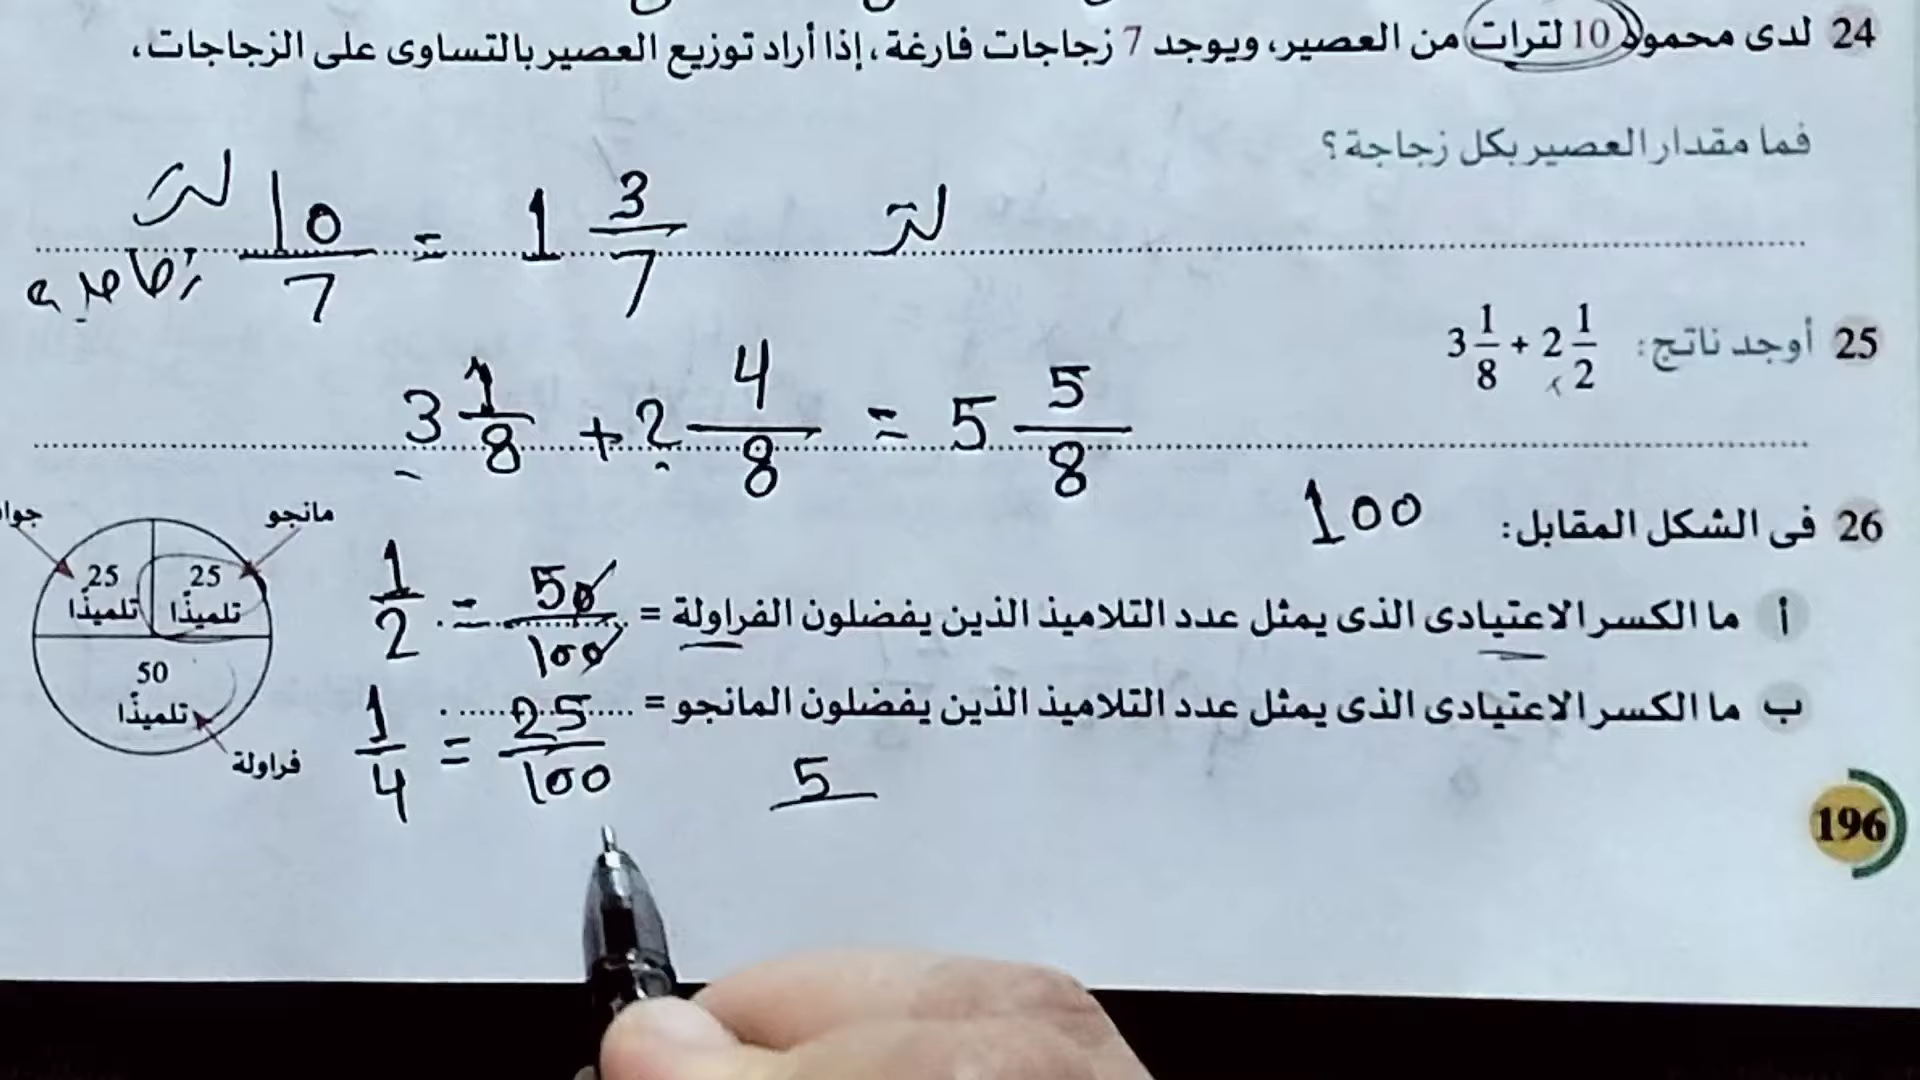 24 لدى محمود 10 لترات من العصير، ويوجد 7 زجاجات فارغة، إذا أراد توزيع العصير بالتساوى على الزجاجات،
فما مقدار العصير بكل زجاجة؟
10/7 = 1 3/7 لتر
25 أوجد ناتج: 3 1/8 + 2 1/2
3 1/8 + 2 4/8 = 5 5/8
26 فى الشكل المقابل: 100
مانجو
25 تلميذًا
25 تلميذًا
50 تلميذًا
فراولة
أ ما الكسر الاعتيادى الذى يمثل عدد التلاميذ الذين يفضلون الفراولة = 50/100 = 1/2
ب ما الكسر الاعتيادى الذى يمثل عدد التلاميذ الذين يفضلون المانجو = 25/100 = 1/4
5
196